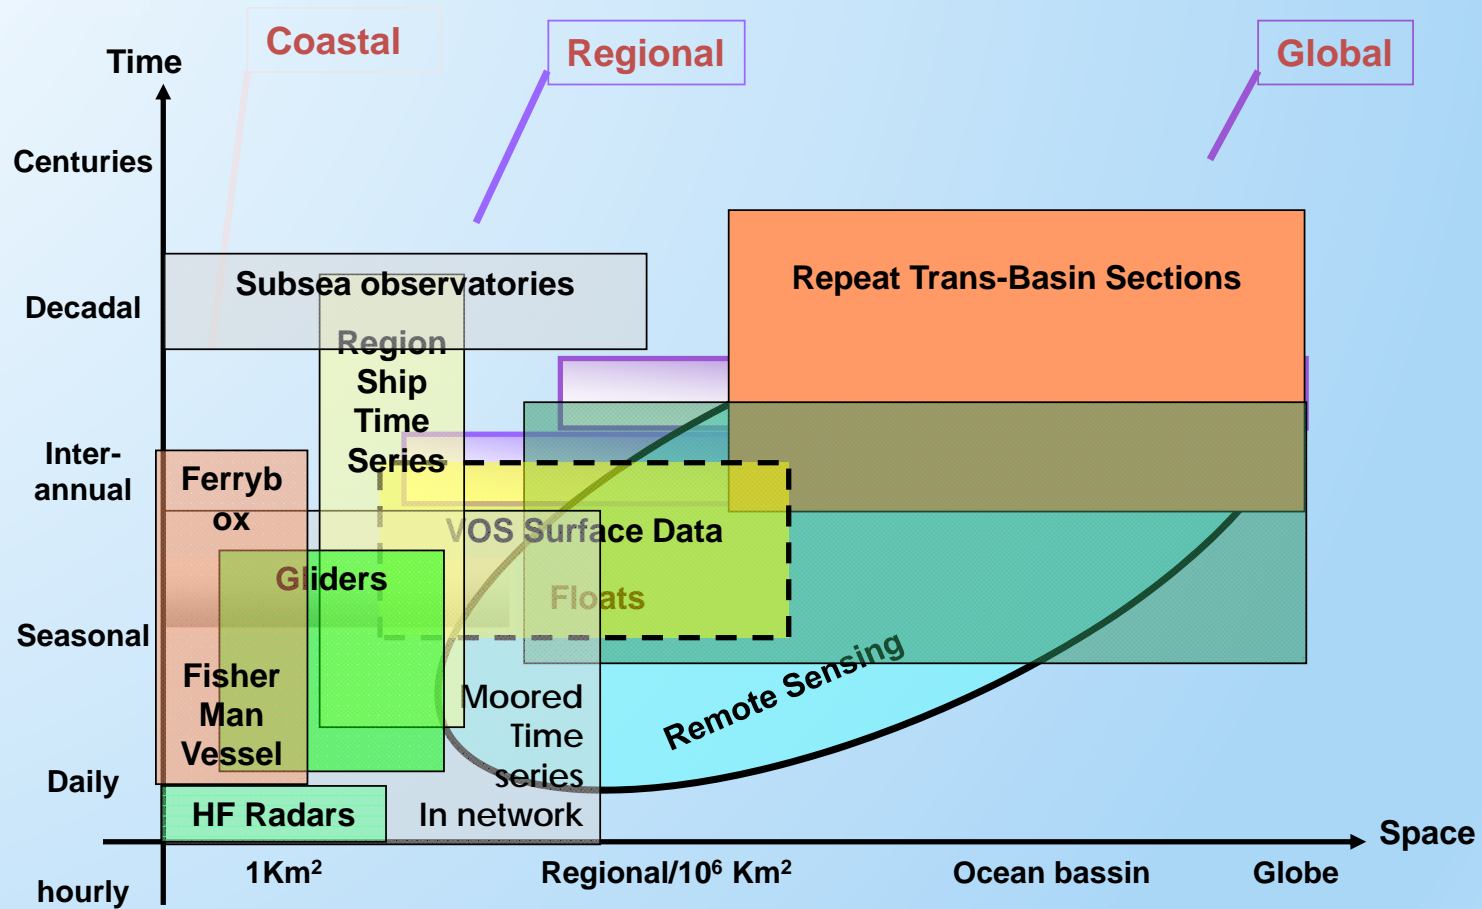 Coastal
Regional
Global
Time
Centuries
Subsea observatories
Repeat Trans-Basin Sections
Decadal
Region
Ship
Time
Series
Inter-
annual
Ferryb
ox
VOS Surface Data
Gliders
Floats
Seasonal
Fisher
Man
Vessel
Moored
Time
series
In network
Remote Sensing
Daily
HF Radars
Space
1Km²
Regional/10⁶ Km²
Ocean bassin
Globe
hourly